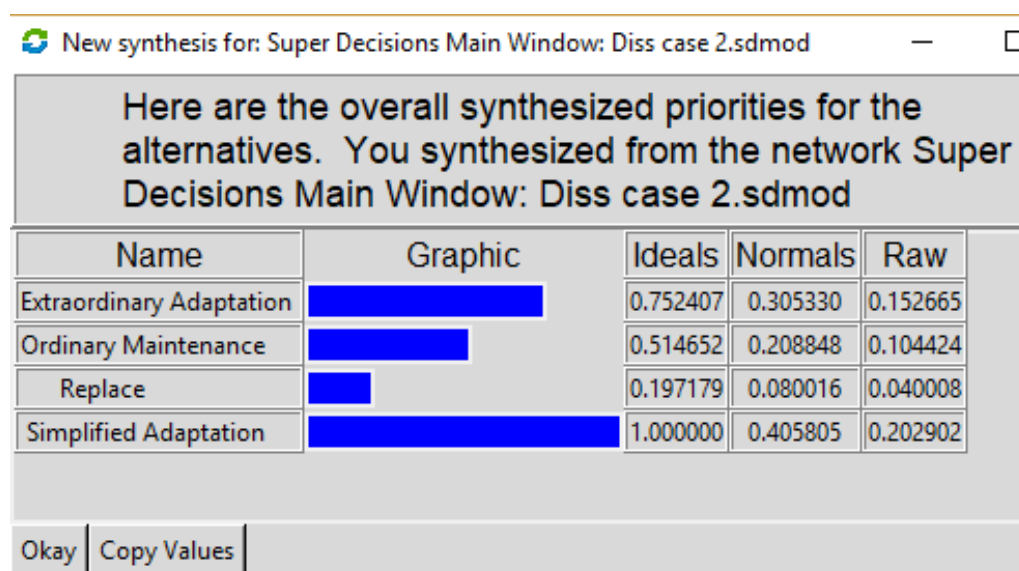 New synthesis for: Super Decisions Main Window: Diss case 2.sdmod
Here are the overall synthesized priorities for the
alternatives. You synthesized from the network Super
Decisions Main Window: Diss case 2.sdmod
Name Graphic Ideals Normals Raw
Extraordinary Adaptation 0.752407 0.305330 0.152665
Ordinary Maintenance 0.514652 0.208848 0.104424
Replace 0.197179 0.080016 0.040008
Simplified Adaptation 1.000000 0.405805 0.202902
Okay Copy Values